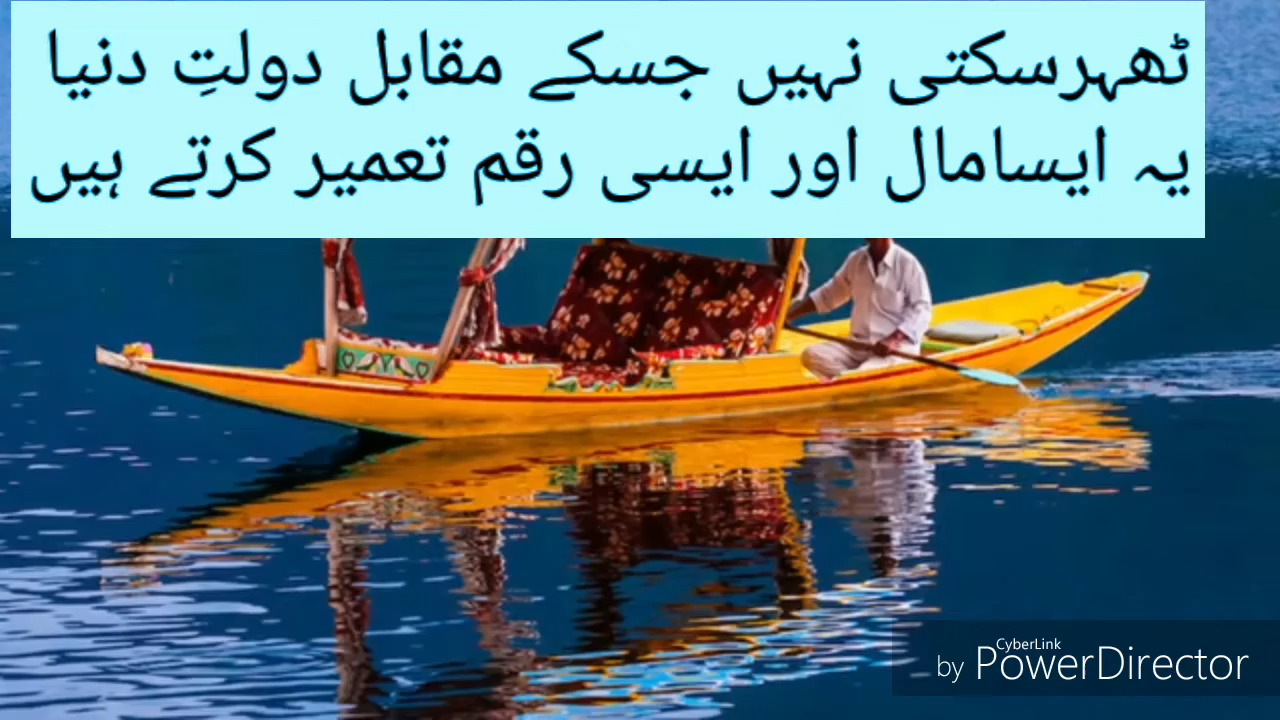 ٹھہرسکتی نہیں جسکے مقابل دولتِ دنیا
یہ ایسامال اور ایسی رقم تعمیر کرتے ہیں
CyberLink
by PowerDirector